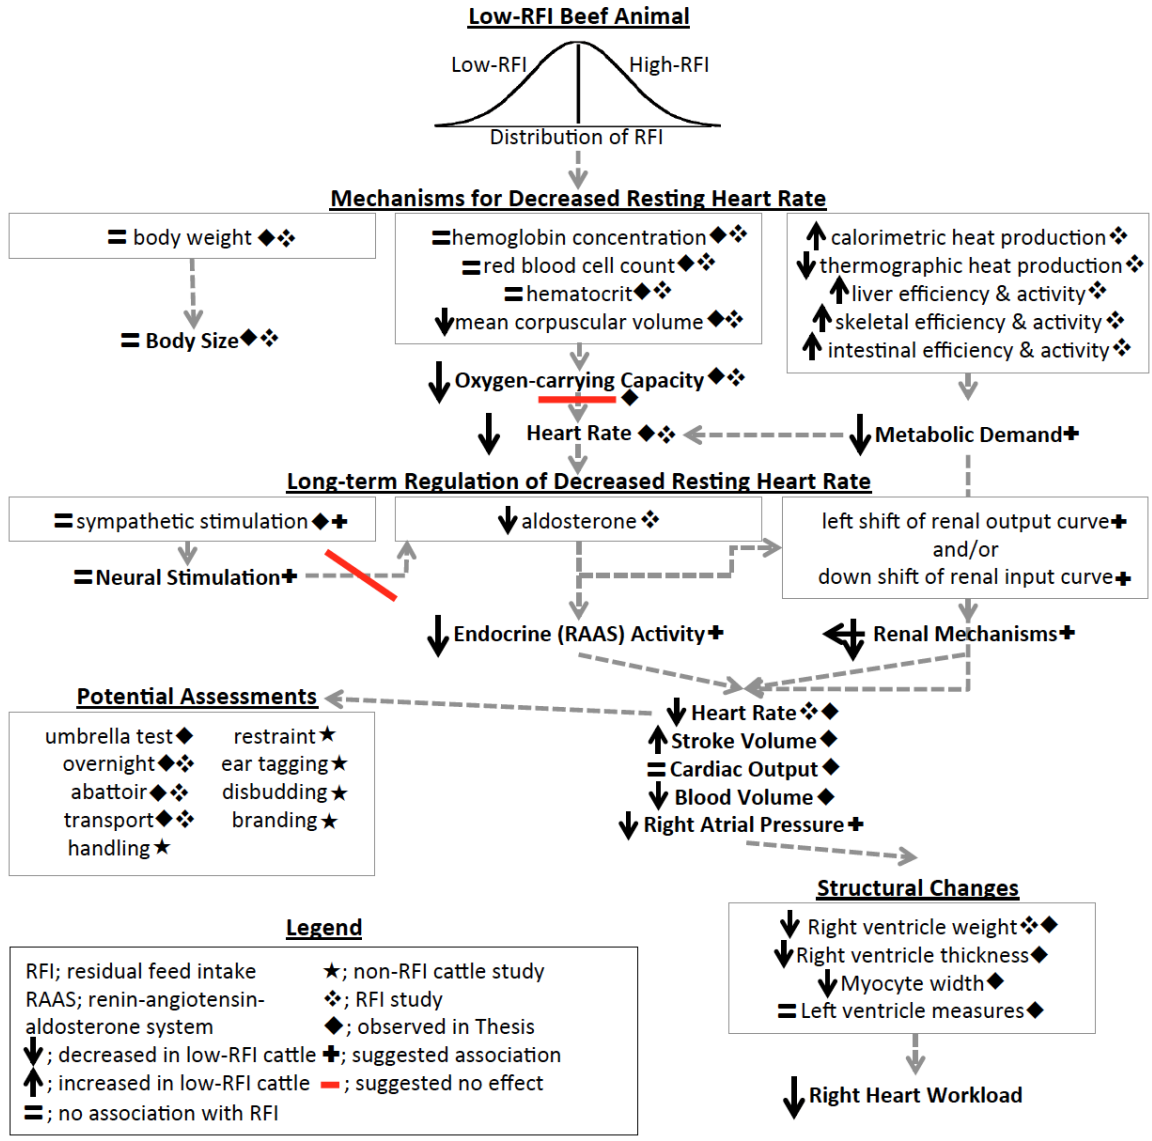 Low-RFI Beef Animal
Low-RFI
High-RFI
Distribution of RFI
Mechanisms for Decreased Resting Heart Rate
= body weight ◆❖
= Body Size ◆❖
= hemoglobin concentration ◆❖
= red blood cell count ◆❖
= hematocrit ◆❖
↓ mean corpuscular volume ◆❖
↓ Oxygen-carrying Capacity ◆❖
◆
↓ Heart Rate ◆❖
↑ calorimetric heat production ❖
↓ thermographic heat production ❖
↑ liver efficiency & activity ❖
↑ skeletal efficiency & activity ❖
↑ intestinal efficiency & activity ❖
↓ Metabolic Demand ✚
Long-term Regulation of Decreased Resting Heart Rate
= sympathetic stimulation ◆✚
= Neural Stimulation ✚
↓ aldosterone ❖
↓ Endocrine (RAAS) Activity ✚
left shift of renal output curve ✚
and/or
down shift of renal input curve ✚
Renal Mechanisms ✚
↓ Heart Rate ❖◆
↑ Stroke Volume ◆
= Cardiac Output ◆
↓ Blood Volume ◆
↓ Right Atrial Pressure ✚
Potential Assessments
umbrella test ◆
overnight ◆❖
abattoir ◆❖
transport ◆❖
handling ★
restraint ★
ear tagging ★
disbudding ★
branding ★
Structural Changes
↓ Right ventricle weight ❖◆
↓ Right ventricle thickness ◆
↓ Myocyte width ◆
= Left ventricle measures ◆
↓ Right Heart Workload
Legend
RFI; residual feed intake
RAAS; renin-angiotensin-
aldosterone system
↓; decreased in low-RFI cattle
↑; increased in low-RFI cattle
=; no association with RFI
★; non-RFI cattle study
❖; RFI study
◆; observed in Thesis
✚; suggested association
–; suggested no effect